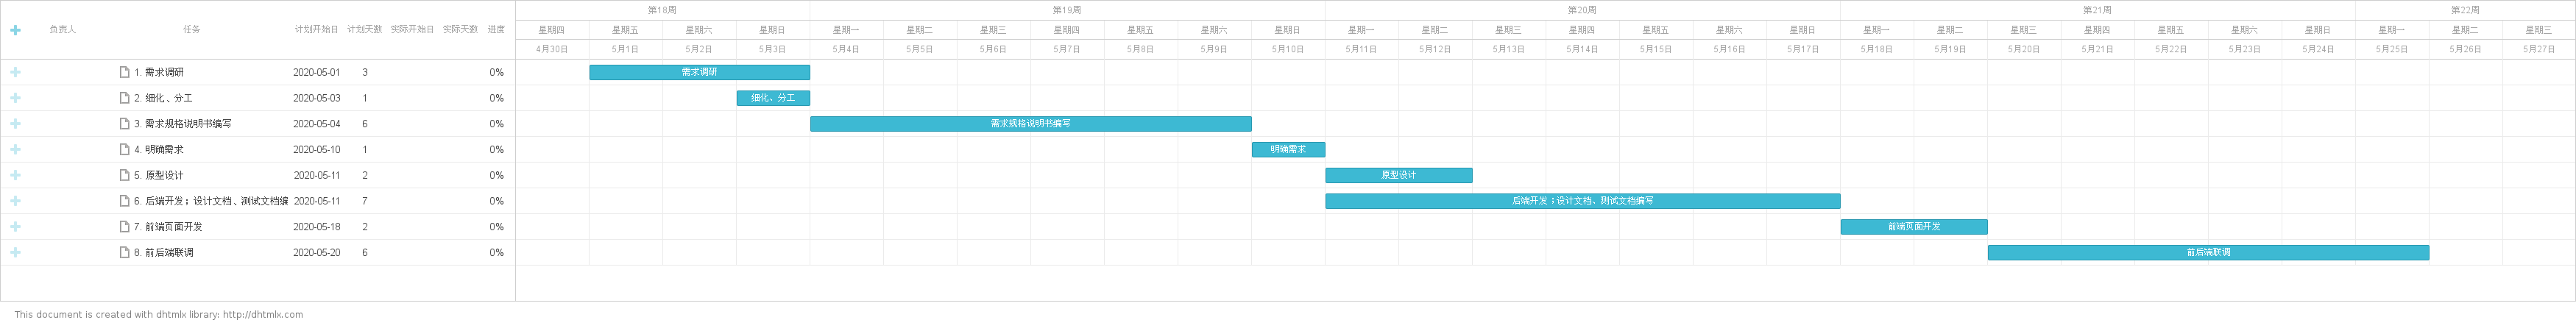 第18周 第19周 第20周 第21周 第22周
负责人 任务 计划开始日 计划天数 实际开始日 实际天数 进度 星期四 星期五 星期六 星期日 星期一 星期二 星期三 星期四 星期五 星期六 星期日 星期一 星期二 星期三 星期四 星期五 星期六 星期日 星期一 星期二 星期三 星期四 星期五 星期六 星期日 星期一 星期二 星期三
4月30日 5月1日 5月2日 5月3日 5月4日 5月5日 5月6日 5月7日 5月8日 5月9日 5月10日 5月11日 5月12日 5月13日 5月14日 5月15日 5月16日 5月17日 5月18日 5月19日 5月20日 5月21日 5月22日 5月23日 5月24日 5月25日 5月26日 5月27日
1. 需求调研 2020-05-01 3 0% 需求调研
2. 细化、分工 2020-05-03 1 0% 细化、分工
3. 需求规格说明书编写 2020-05-04 6 0% 需求规格说明书编写
4. 明确需求 2020-05-10 1 0% 明确需求
5. 原型设计 2020-05-11 2 0% 原型设计
6. 后端开发；设计文档、测试文档编 2020-05-11 7 0% 后端开发；设计文档、测试文档编写
7. 前端页面开发 2020-05-18 2 0% 前端页面开发
8. 前后端联调 2020-05-20 6 0% 前后端联调
This document is created with dhtmlx library: http://dhtmlx.com